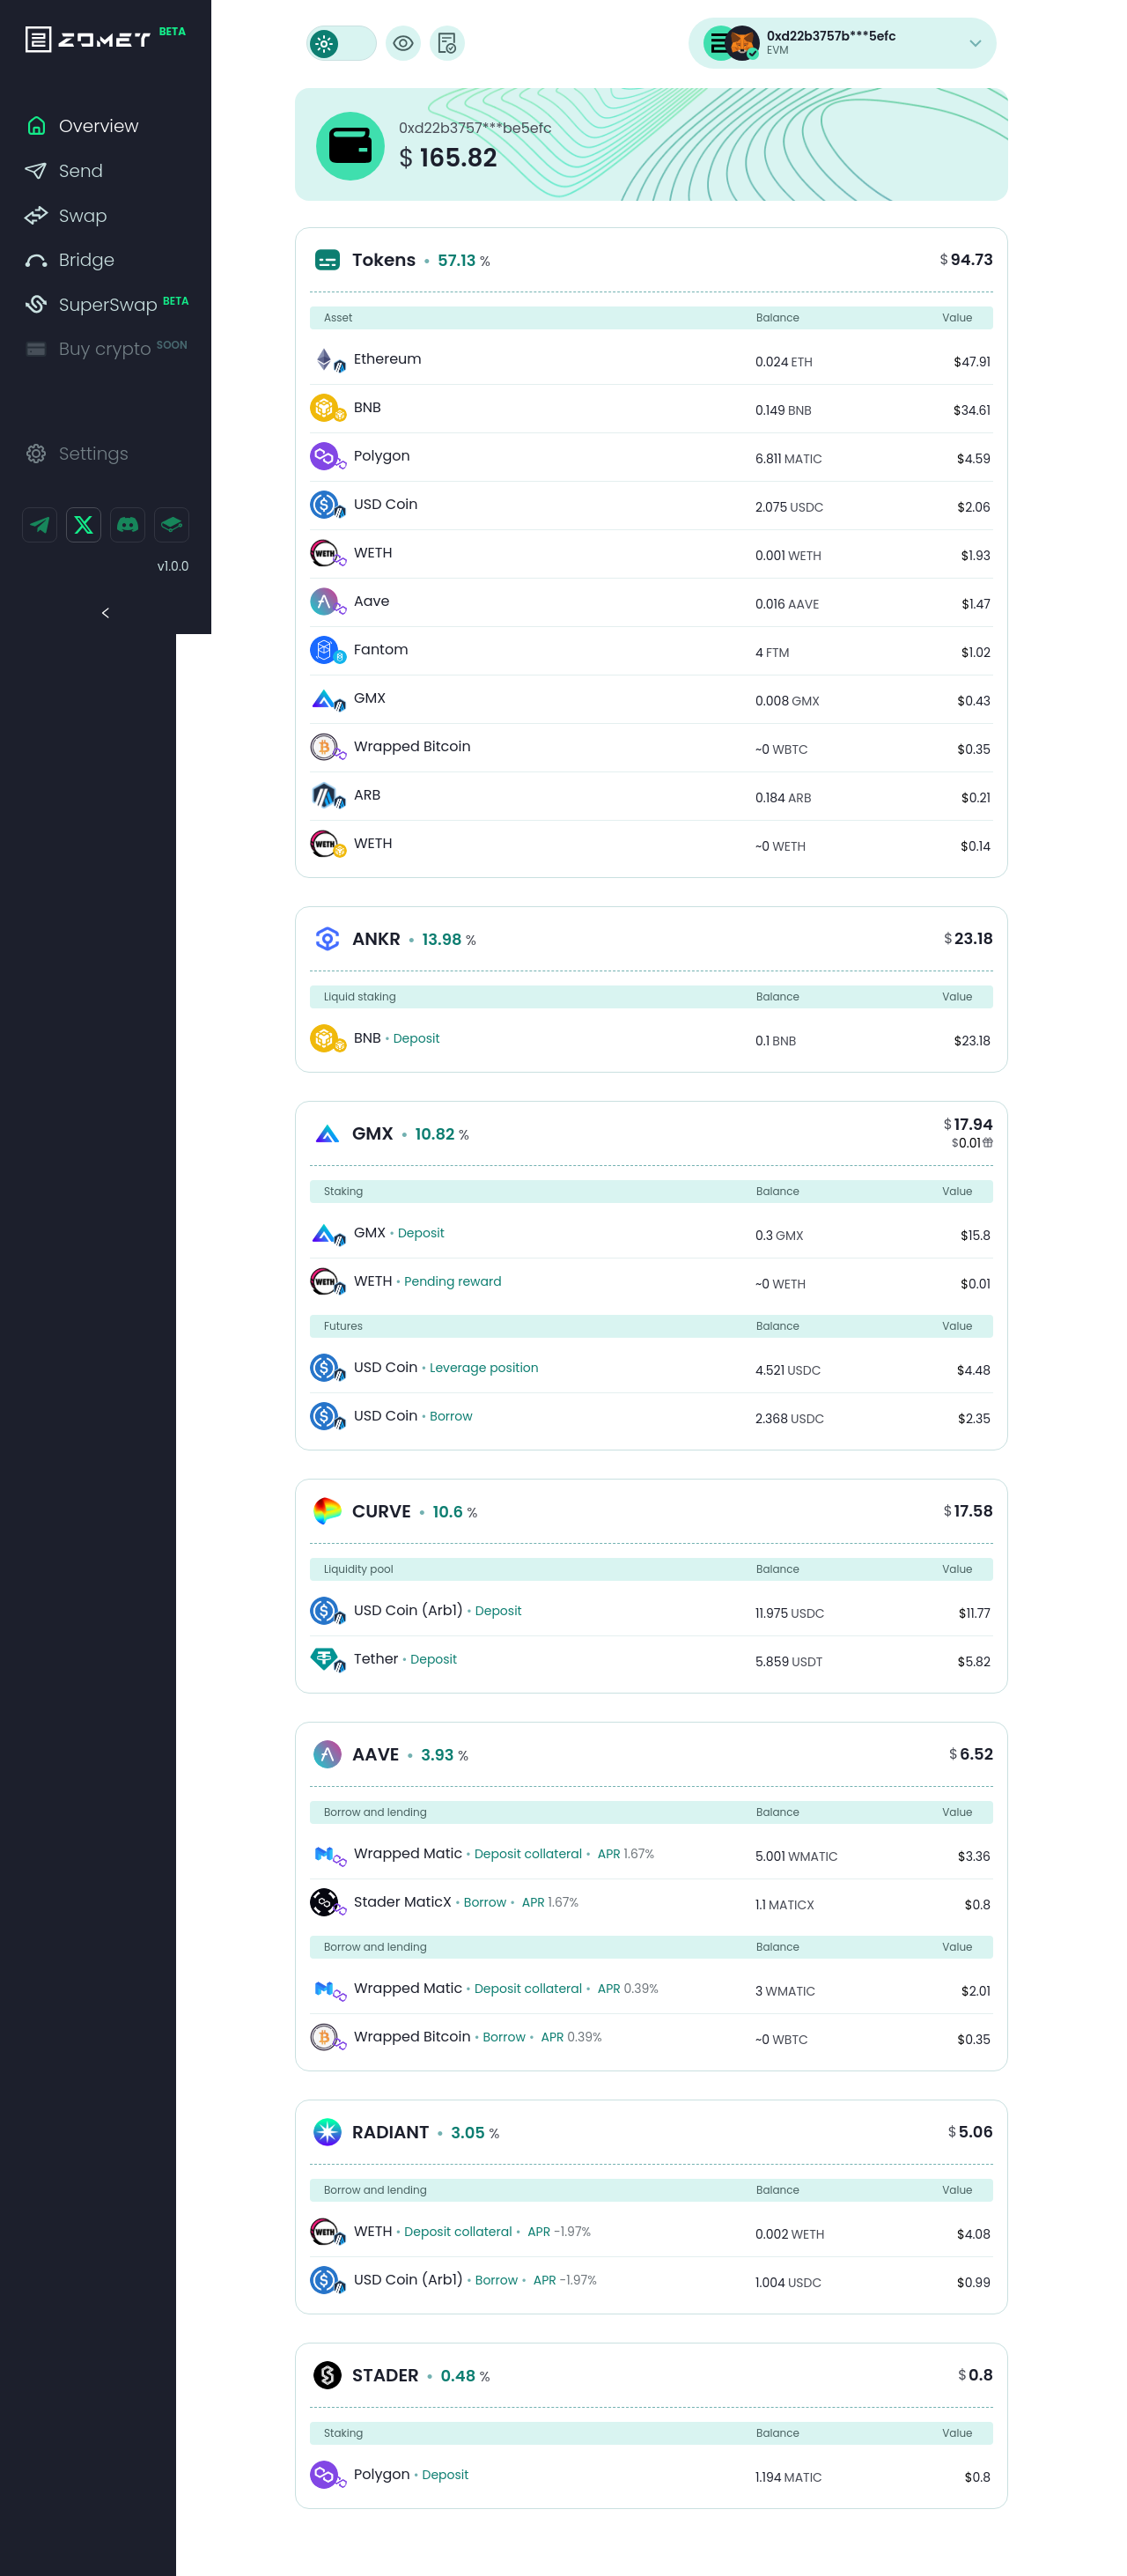 ZOMET BETA
Overview
Send
Swap
Bridge
SuperSwap BETA
Buy crypto SOON
Settings
v1.0.0
0xd22b3757b***5efc
EVM
0xd22b3757***be5efc
$ 165.82
Tokens • 57.13 % $ 94.73
Asset Balance Value
Ethereum 0.024 ETH $47.91
BNB 0.149 BNB $34.61
Polygon 6.811 MATIC $4.59
USD Coin 2.075 USDC $2.06
WETH WETH 0.001 WETH $1.93
Aave 0.016 AAVE $1.47
Fantom 4 FTM $1.02
GMX 0.008 GMX $0.43
Wrapped Bitcoin ~0 WBTC $0.35
ARB 0.184 ARB $0.21
WETH WETH ~0 WETH $0.14
ANKR • 13.98 % $ 23.18
Liquid staking Balance Value
BNB • Deposit 0.1 BNB $23.18
GMX • 10.82 % $ 17.94
$0.01
Staking Balance Value
GMX • Deposit 0.3 GMX $15.8
WETH WETH • Pending reward ~0 WETH $0.01
Futures Balance Value
USD Coin • Leverage position 4.521 USDC $4.48
USD Coin • Borrow 2.368 USDC $2.35
CURVE • 10.6 % $ 17.58
Liquidity pool Balance Value
USD Coin (Arb1) • Deposit 11.975 USDC $11.77
Tether • Deposit 5.859 USDT $5.82
AAVE • 3.93 % $ 6.52
Borrow and lending Balance Value
Wrapped Matic • Deposit collateral • APR 1.67% 5.001 WMATIC $3.36
Stader MaticX • Borrow • APR 1.67% 1.1 MATICX $0.8
Borrow and lending Balance Value
Wrapped Matic • Deposit collateral • APR 0.39% 3 WMATIC $2.01
Wrapped Bitcoin • Borrow • APR 0.39% ~0 WBTC $0.35
RADIANT • 3.05 % $ 5.06
Borrow and lending Balance Value
WETH WETH • Deposit collateral • APR -1.97% 0.002 WETH $4.08
USD Coin (Arb1) • Borrow • APR -1.97% 1.004 USDC $0.99
STADER • 0.48 % $ 0.8
Staking Balance Value
Polygon • Deposit 1.194 MATIC $0.8